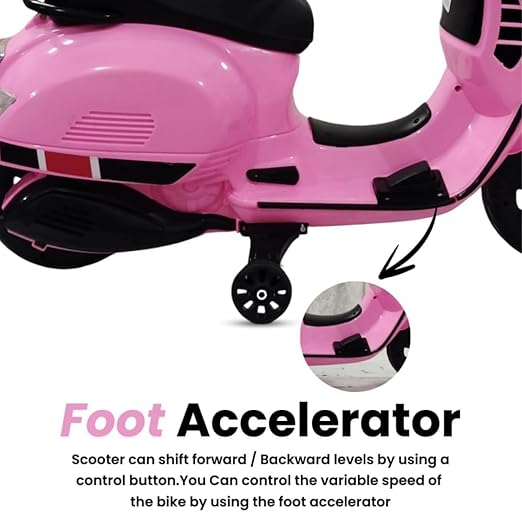 Foot Accelerator
Scooter can shift forward / Backward levels by using a
control button.You Can control the variable speed of
the bike by using the foot accelerator